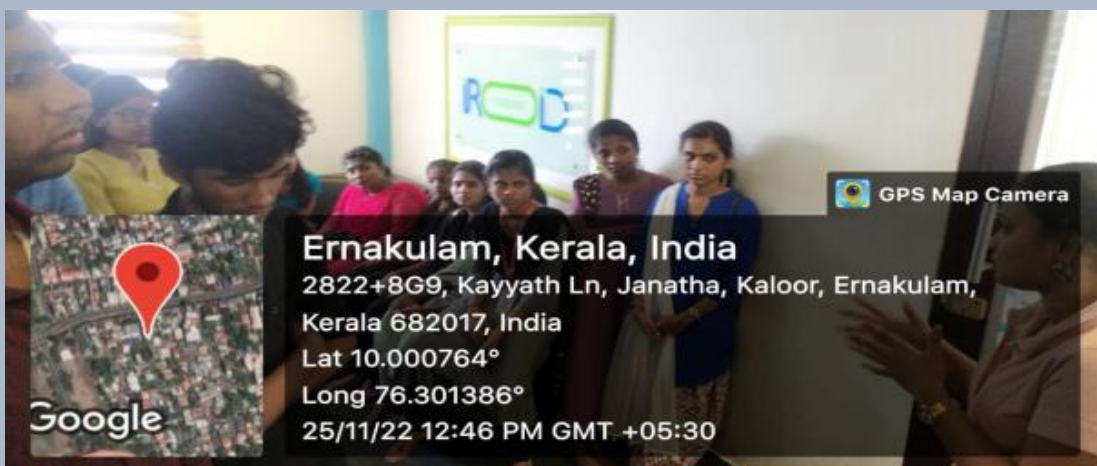 ROD
GPS Map Camera
Ernakulam, Kerala, India
2822+8G9, Kayyath Ln, Janatha, Kaloor, Ernakulam,
Kerala 682017, India
Lat 10.000764°
Long 76.301386°
25/11/22 12:46 PM GMT +05:30
Google